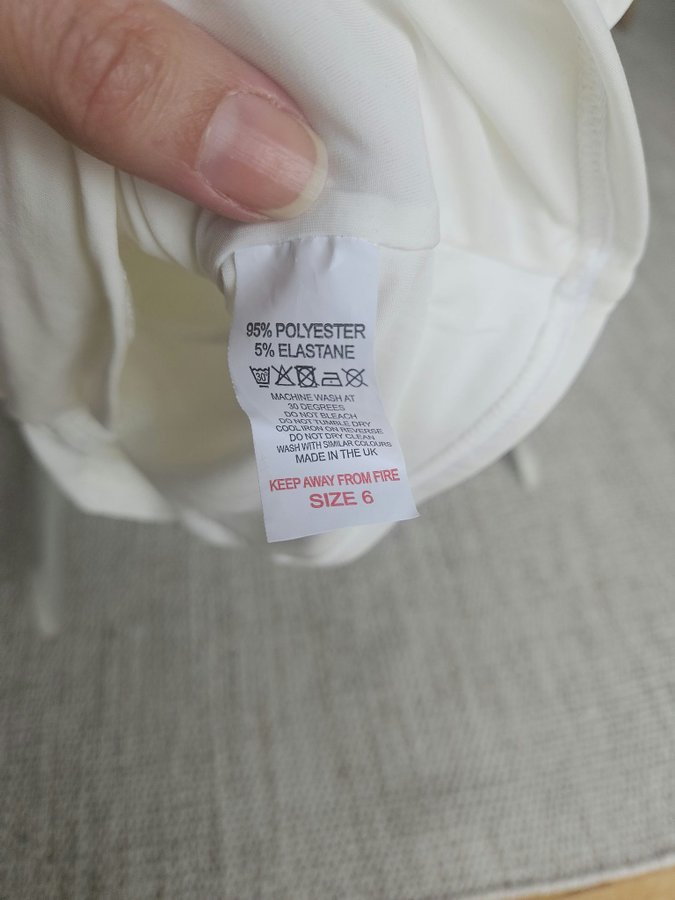 95% POLYESTER
5% ELASTANE
30°
MACHINE WASH AT
30 DEGREES
DO NOT BLEACH
DO NOT TUMBLE DRY
COOL IRON ON REVERSE
DO NOT DRY CLEAN
WASH WITH SIMILAR COLOURS
MADE IN THE UK
KEEP AWAY FROM FIRE
SIZE 6